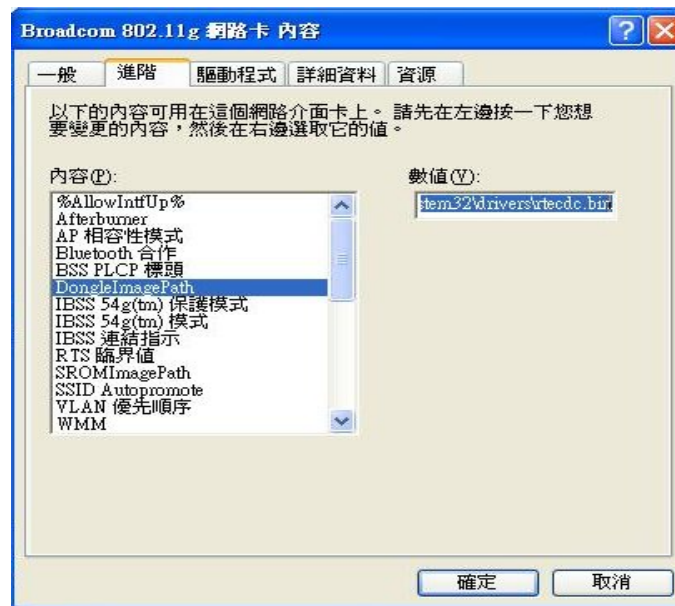 Broadcom 802.11g 網路卡 內容
一般 進階 驅動程式 詳細資料 資源
以下的內容可用在這個網路介面卡上。請先在左邊按一下您想
要變更的內容,然後在右邊選取它的值。
內容(P): 數值(V):
%AllowIntfUp% stem32\drivers\rtecdc.bin
Afterburner
AP 相容性模式
Bluetooth 合作
BSS PLCP 標頭
DongleImagePath
IBSS 54g(tm) 保護模式
IBSS 54g(tm) 模式
IBSS 連結指示
RTS 臨界值
SROMImagePath
SSID Autopromote
VLAN 優先順序
WMM
確定 取消